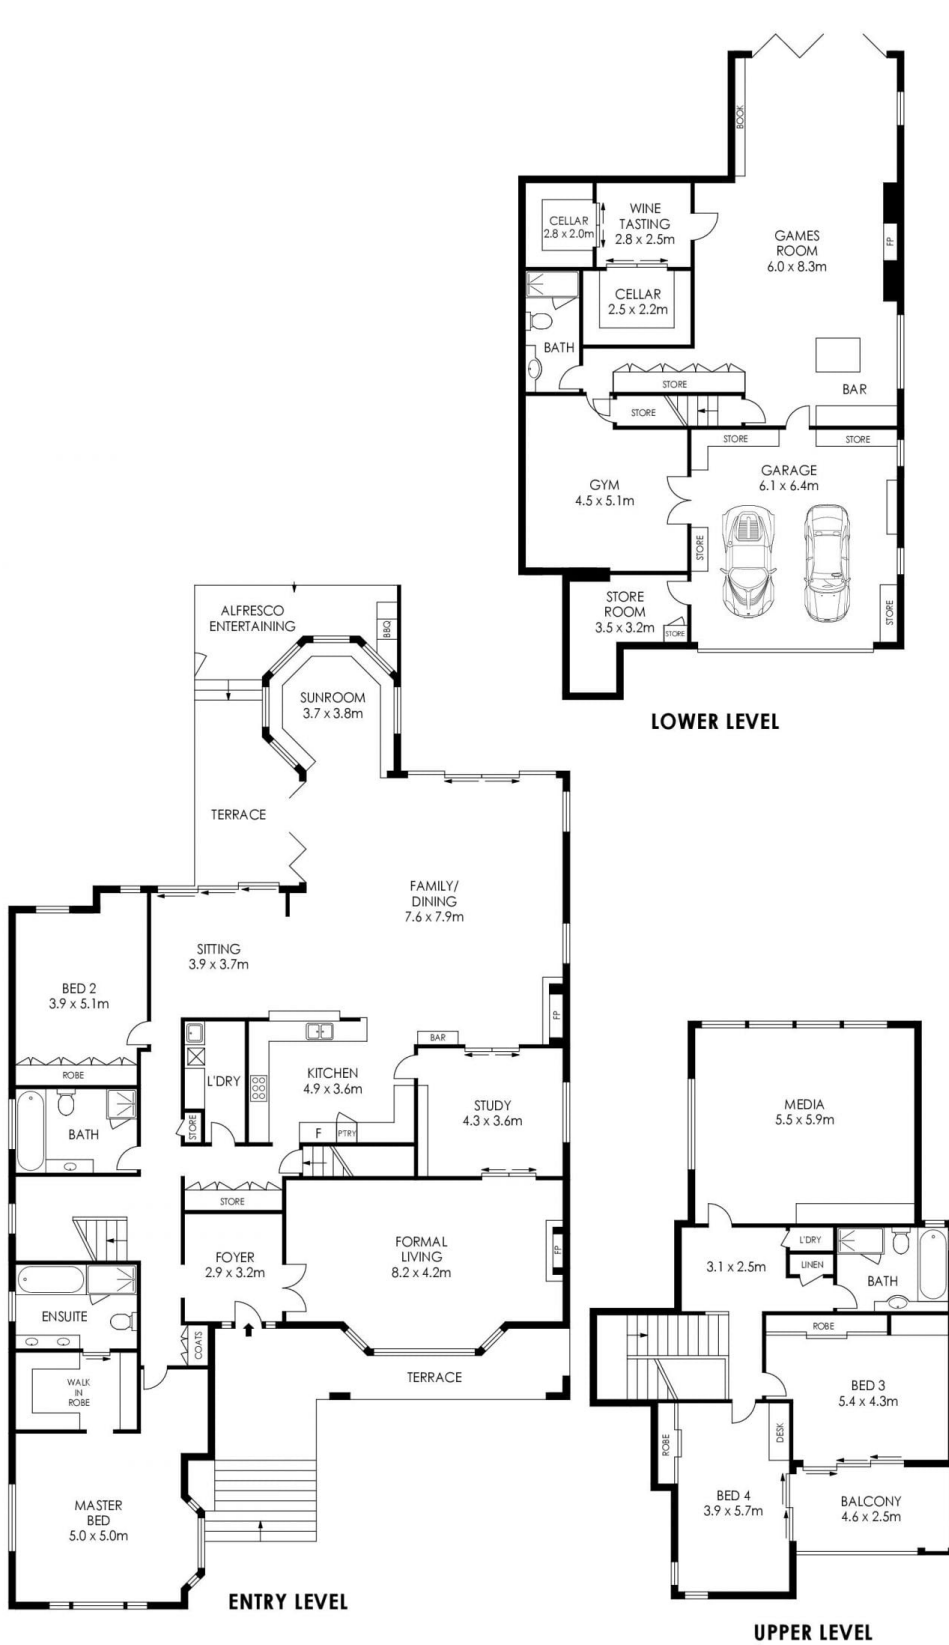 BOOK
CELLAR
2.8 x 2.0m
WINE
TASTING
2.8 x 2.5m
GAMES
ROOM
6.0 x 8.3m
FP
CELLAR
2.5 x 2.2m
BATH
STORE
BAR
STORE
STORE
STORE
GYM
4.5 x 5.1m
GARAGE
6.1 x 6.4m
STORE
STORE
ROOM
3.5 x 3.2m
STORE
STORE
LOWER LEVEL
ALFRESCO
ENTERTAINING
BBQ
SUNROOM
3.7 x 3.8m
TERRACE
FAMILY/
DINING
7.6 x 7.9m
SITTING
3.9 x 3.7m
BED 2
3.9 x 5.1m
FP
BAR
ROBE
L'DRY
KITCHEN
4.9 x 3.6m
STUDY
4.3 x 3.6m
BATH
STORE
F
PTRY
STORE
FOYER
2.9 x 3.2m
FORMAL
LIVING
8.2 x 4.2m
FP
ENSUITE
COATS
WALK
IN
ROBE
TERRACE
MASTER
BED
5.0 x 5.0m
ENTRY LEVEL
MEDIA
5.5 x 5.9m
3.1 x 2.5m
L'DRY
LINEN
BATH
ROBE
BED 3
5.4 x 4.3m
ROBE
DESK
BED 4
3.9 x 5.7m
BALCONY
4.6 x 2.5m
UPPER LEVEL